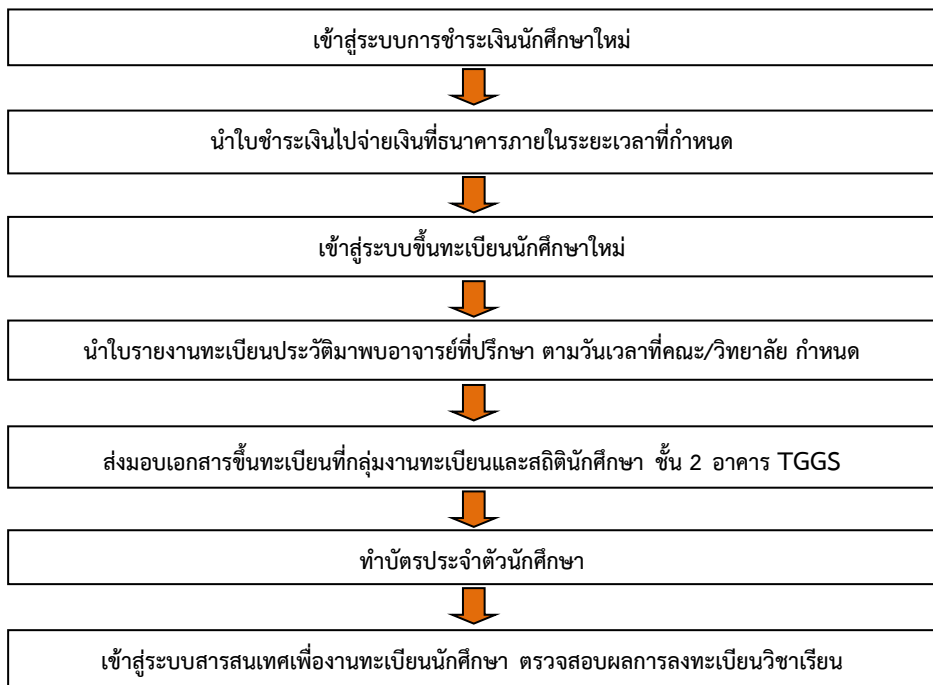 เข้าสู่ระบบการชำระเงินนักศึกษาใหม่
นำใบชำระเงินไปจ่ายเงินที่ธนาคารภายในระยะเวลาที่กำหนด
เข้าสู่ระบบขึ้นทะเบียนนักศึกษาใหม่
นำใบรายงานทะเบียนประวัติมาพบอาจารย์ที่ปรึกษา ตามวันเวลาที่คณะ/วิทยาลัย กำหนด
ส่งมอบเอกสารขึ้นทะเบียนที่กลุ่มงานทะเบียนและสถิตินักศึกษา ชั้น 2 อาคาร TGGS
ทำบัตรประจำตัวนักศึกษา
เข้าสู่ระบบสารสนเทศเพื่องานทะเบียนนักศึกษา ตรวจสอบผลการลงทะเบียนวิชาเรียน